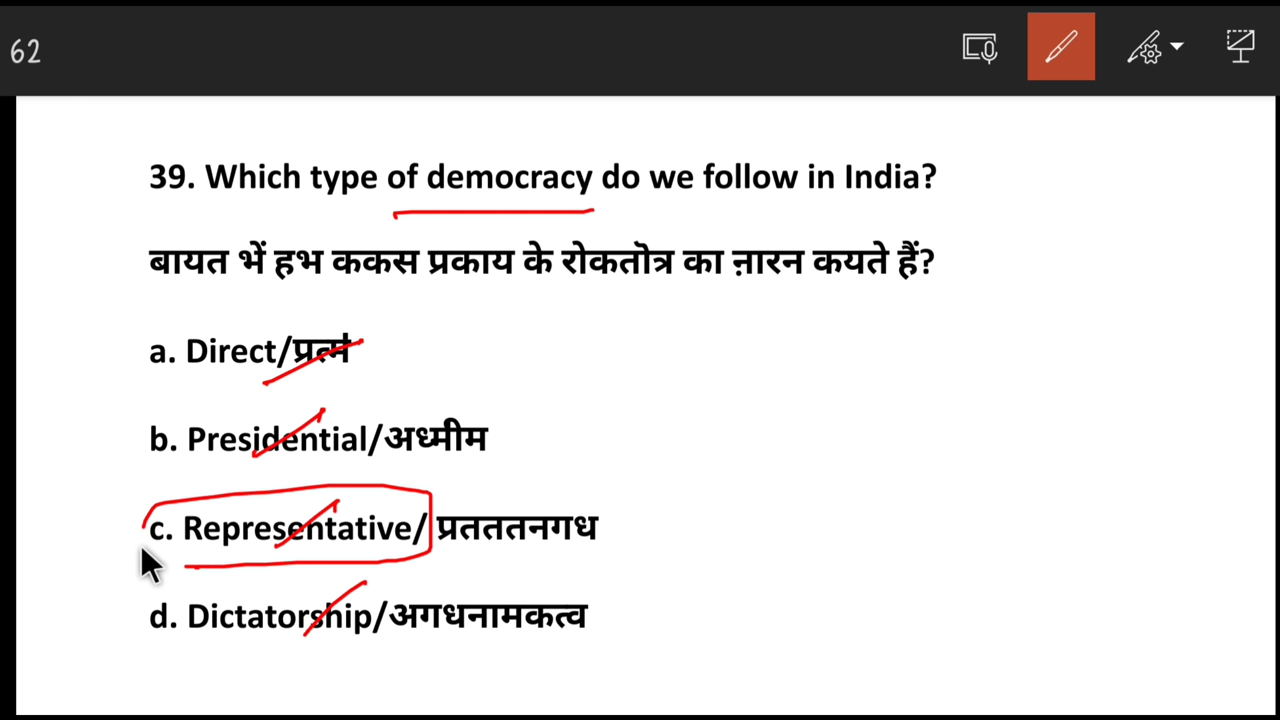 62
39. Which type of democracy do we follow in India?
बायत भें हभ ककस प्रकाय के रोकतॊत्र का ऩारन कयते हैं?
a. Direct/प्रत्मऺ
b. Presidential/अध्मीम
c. Representative/ प्रतततनगध
d. Dictatorship/अगधनामकत्व